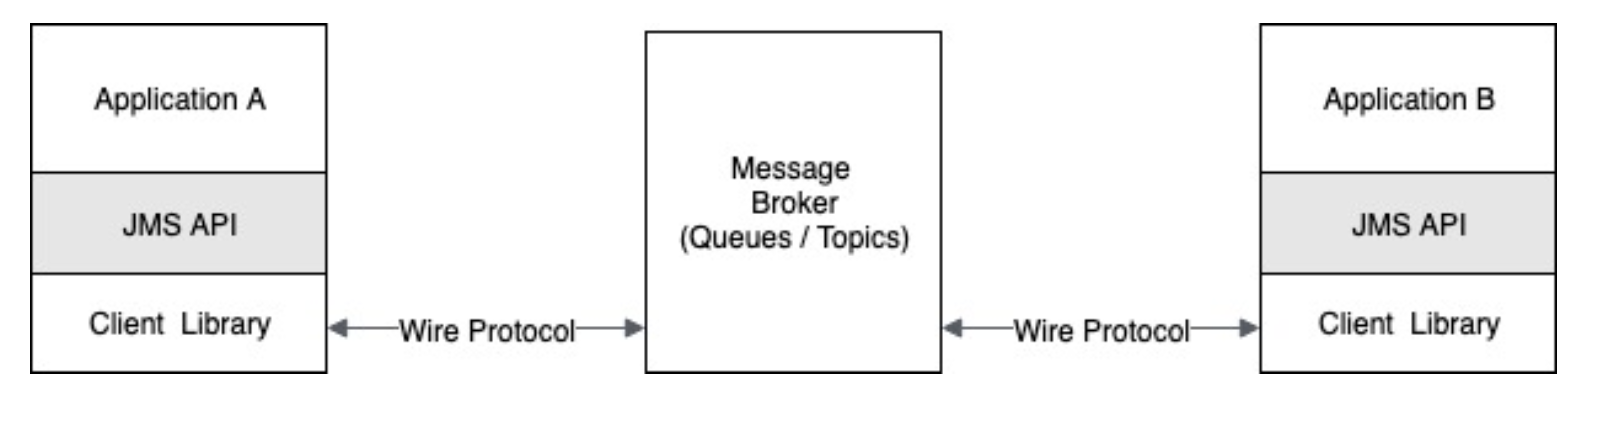 Application A
JMS API
Client Library
Wire Protocol
Message
Broker
(Queues / Topics)
Wire Protocol
Application B
JMS API
Client Library